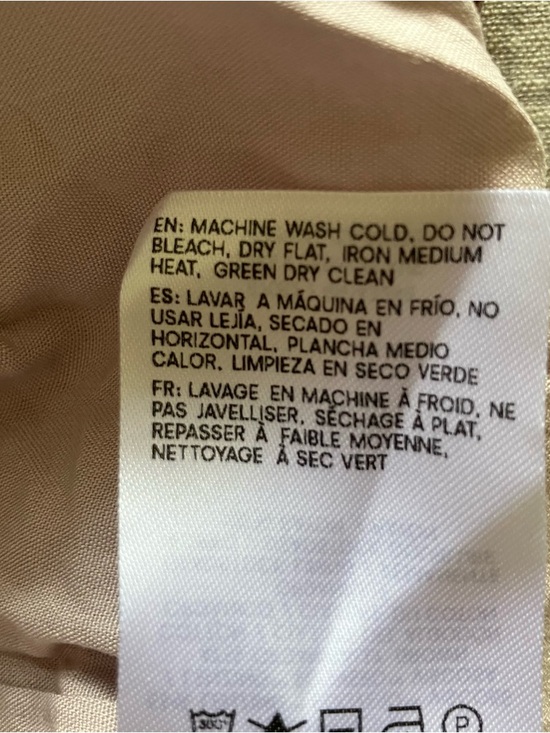 EN: MACHINE WASH COLD, DO NOT
BLEACH, DRY FLAT, IRON MEDIUM
HEAT, GREEN DRY CLEAN
ES: LAVAR A MÁQUINA EN FRÍO, NO
USAR LEJÍA, SECADO EN
HORIZONTAL, PLANCHA MEDIO
CALOR, LIMPIEZA EN SECO VERDE
FR: LAVAGE EN MACHINE À FROID, NE
PAS JAVELLISER, SÉCHAGE À PLAT,
REPASSER À FAIBLE MOYENNE,
NETTOYAGE À SEC VERT
P